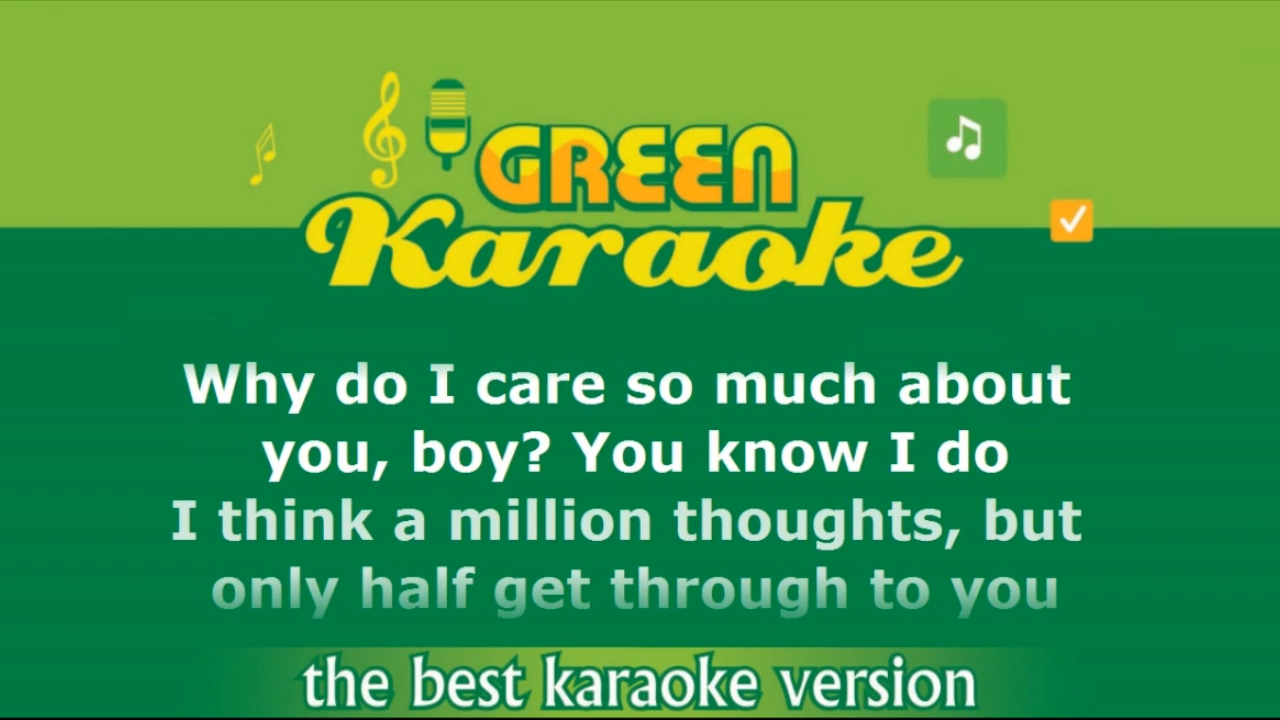 GREEN
Karaoke
Why do I care so much about
you, boy? You know I do
I think a million thoughts, but
only half get through to you
the best karaoke version